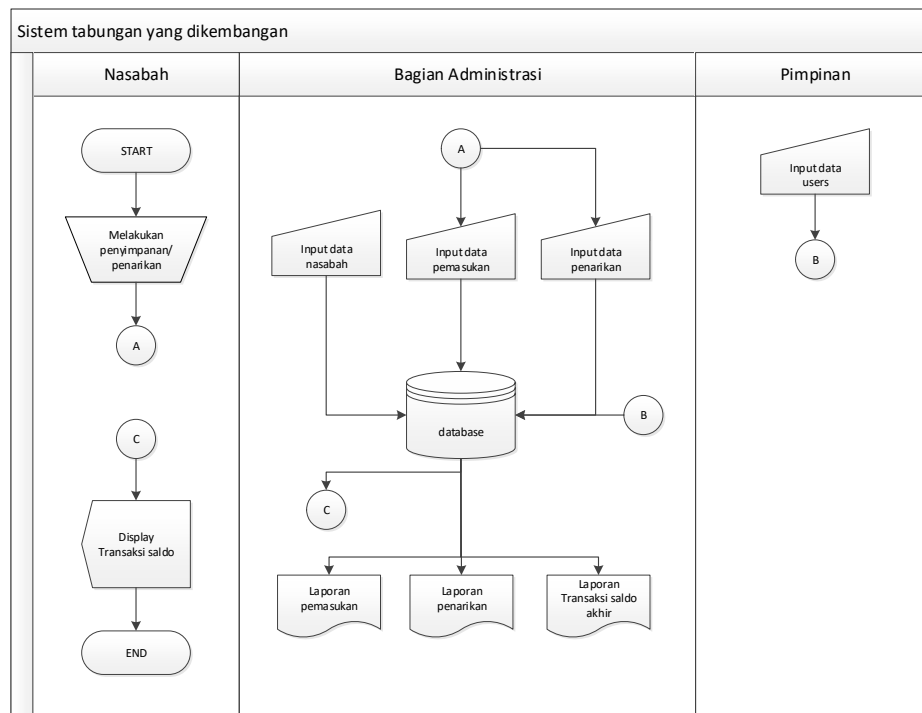 Sistem tabungan yang dikembangan
Nasabah
Bagian Administrasi
Pimpinan
START
Melakukan
penyimpanan/
penarikan
A
C
Display
Transaksi saldo
END
A
Input data
nasabah
Input data
pemasukan
Input data
penarikan
database
B
C
Laporan
pemasukan
Laporan
penarikan
Laporan
Transaksi saldo
akhir
Input data
users
B